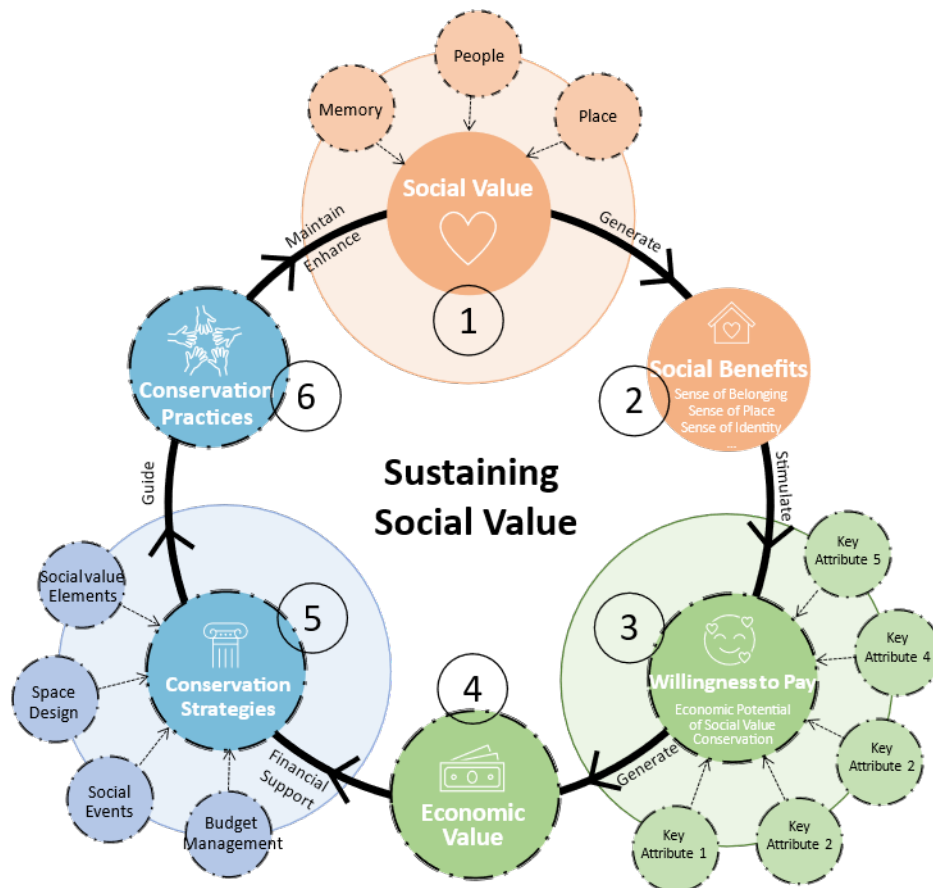 People
Memory
Place
Social Value
1
Maintain
Enhance
Generate
Social Benefits
Sense of Belonging
Sense of Place
Sense of Identity
...
2
Conservation
Practices
6
Sustaining
Social Value
Stimulate
Guide
Key
Attribute 5
Key
Attribute 4
Key
Attribute 2
Key
Attribute 2
Key
Attribute 1
3
Willingness to Pay
Economic Potential
of Social Value
Conservation
Generate
4
Economic
Value
Financial
Support
5
Conservation
Strategies
Social value
Elements
Space
Design
Social
Events
Budget
Management